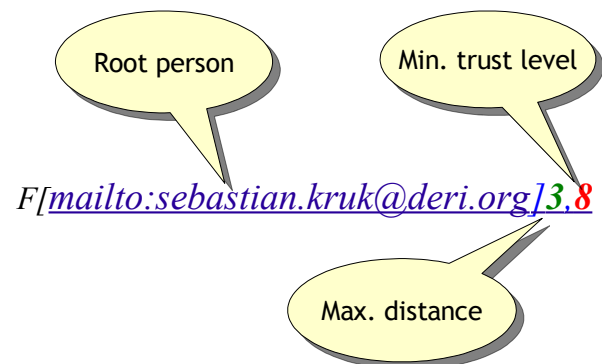 Root person
Min. trust level
F[mailto:sebastian.kruk@deri.org]3,8
Max. distance